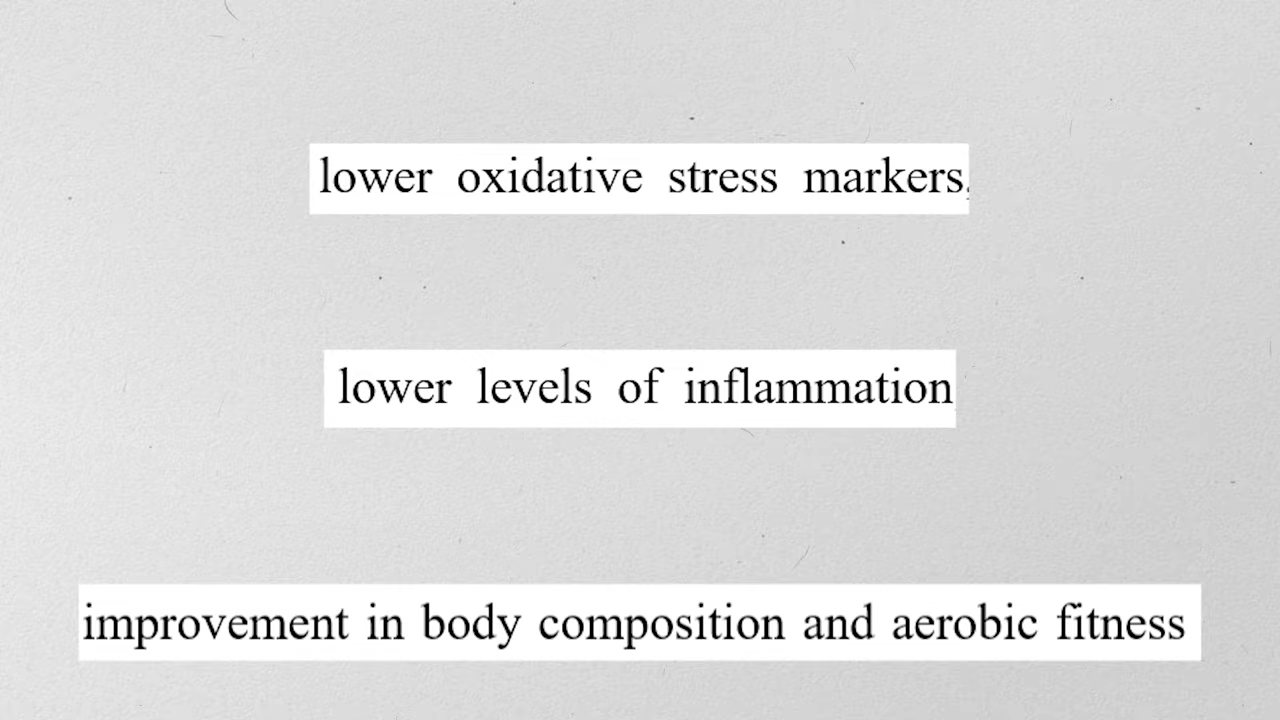 lower oxidative stress markers,
lower levels of inflammation
improvement in body composition and aerobic fitness